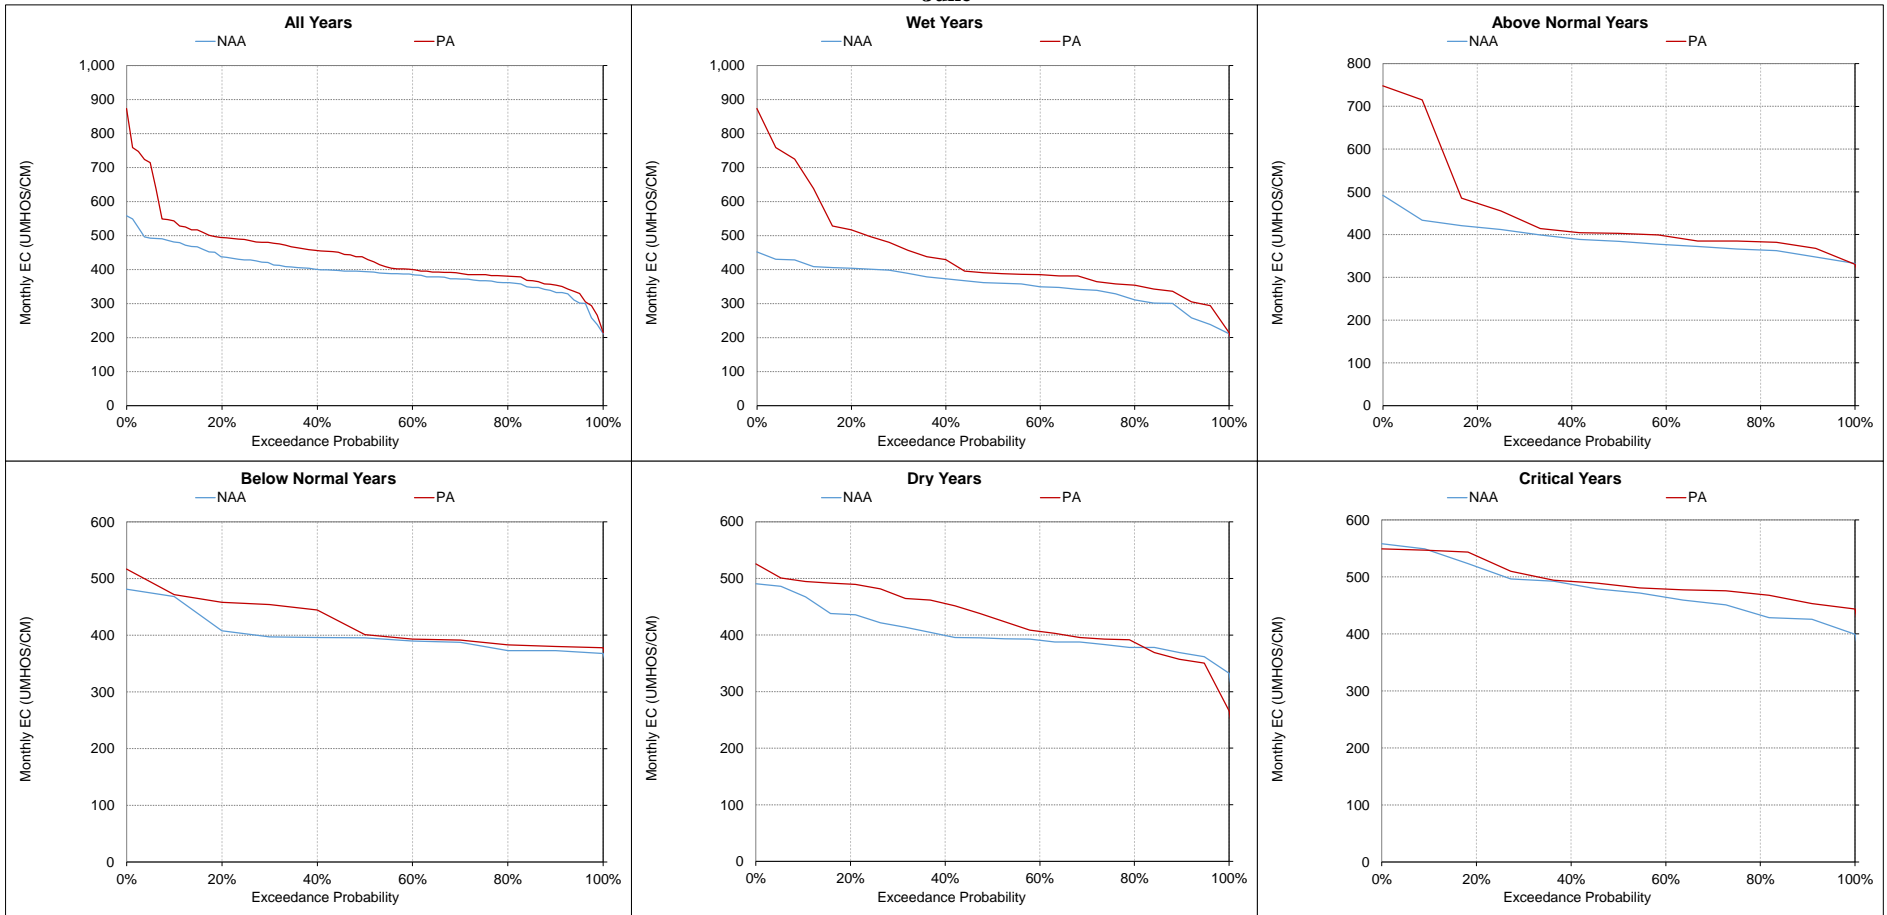 All Years
NAA PA
1,000
900
800
700
600
500
400
300
200
100
0
Monthly EC (UMHOS/CM)
0% 20% 40% 60% 80% 100%
Exceedance Probability
Wet Years
NAA PA
1,000
900
800
700
600
500
400
300
200
100
0
Monthly EC (UMHOS/CM)
0% 20% 40% 60% 80% 100%
Exceedance Probability
Above Normal Years
NAA PA
800
700
600
500
400
300
200
100
0
Monthly EC (UMHOS/CM)
0% 20% 40% 60% 80% 100%
Exceedance Probability
Below Normal Years
NAA PA
600
500
400
300
200
100
0
Monthly EC (UMHOS/CM)
0% 20% 40% 60% 80% 100%
Exceedance Probability
Dry Years
NAA PA
600
500
400
300
200
100
0
Monthly EC (UMHOS/CM)
0% 20% 40% 60% 80% 100%
Exceedance Probability
Critical Years
NAA PA
600
500
400
300
200
100
0
Monthly EC (UMHOS/CM)
0% 20% 40% 60% 80% 100%
Exceedance Probability